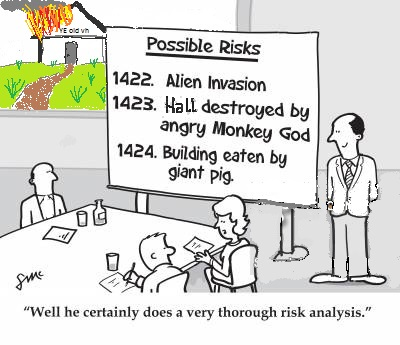 YE old vh
Possible Risks
1422. Alien Invasion
1423. Hall destroyed by
angry Monkey God
1424. Building eaten by
giant pig.
“Well he certainly does a very thorough risk analysis.”